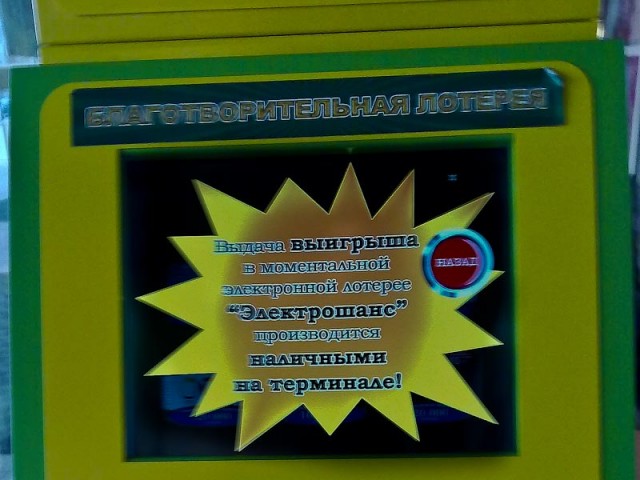 БЛАГОТВОРИТЕЛЬНАЯ ЛОТЕРЕЯ
Выдача выигрыша
в моментальной
электронной лотерее
“Электрошанс”
производится
наличными
на терминале!
НАЗАД